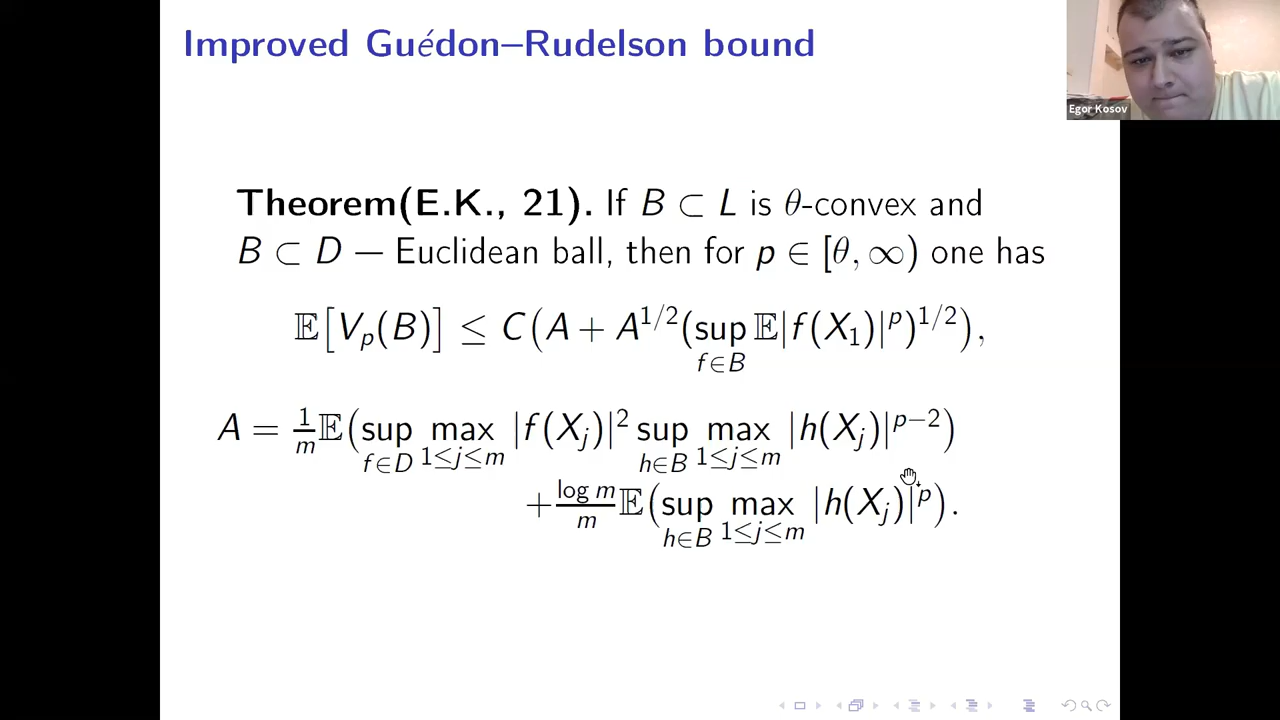 Improved Guédon–Rudelson bound
Egor Kosov
Theorem(E.K., 21). If B ⊂ L is θ-convex and
B ⊂ D — Euclidean ball, then for p ∈ [θ, ∞) one has
𝔼[V_p(B)] ≤ C(A + A^{1/2}(sup_{f∈B} 𝔼|f(X_1)|^p)^{1/2}),
A = \frac{1}{m}𝔼(sup_{f∈D} max_{1≤j≤m} |f(X_j)|^2 sup_{h∈B} max_{1≤j≤m} |h(X_j)|^{p−2})
+ \frac{log m}{m}𝔼(sup_{h∈B} max_{1≤j≤m} |h(X_j)|^p).